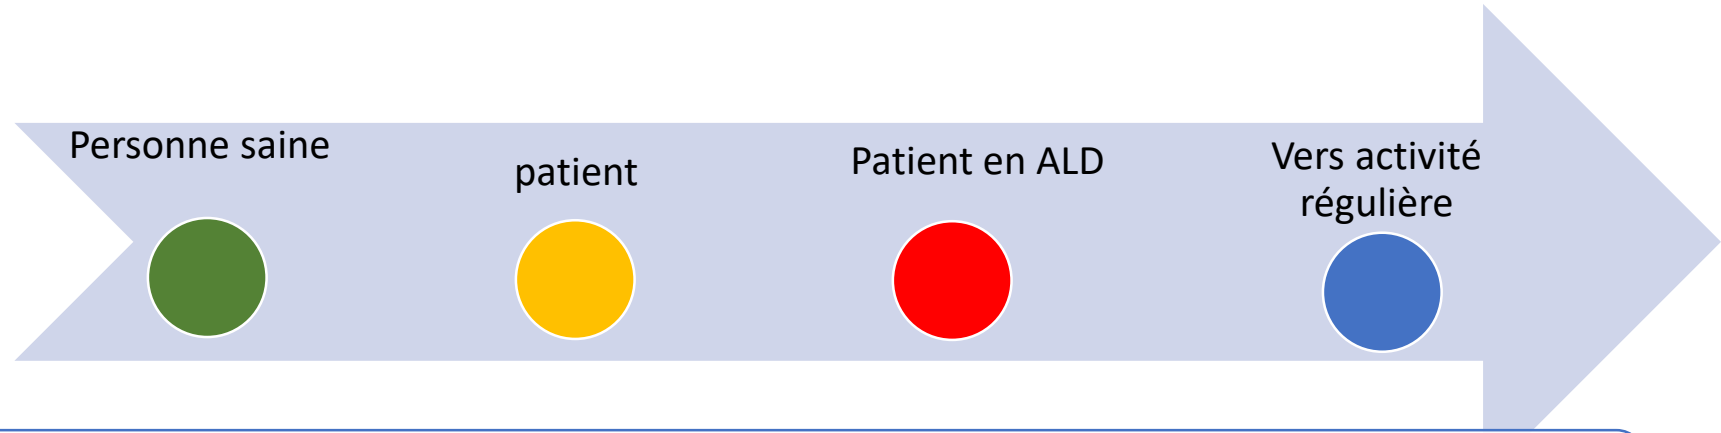 Personne saine
patient
Patient en ALD
Vers activité
régulière